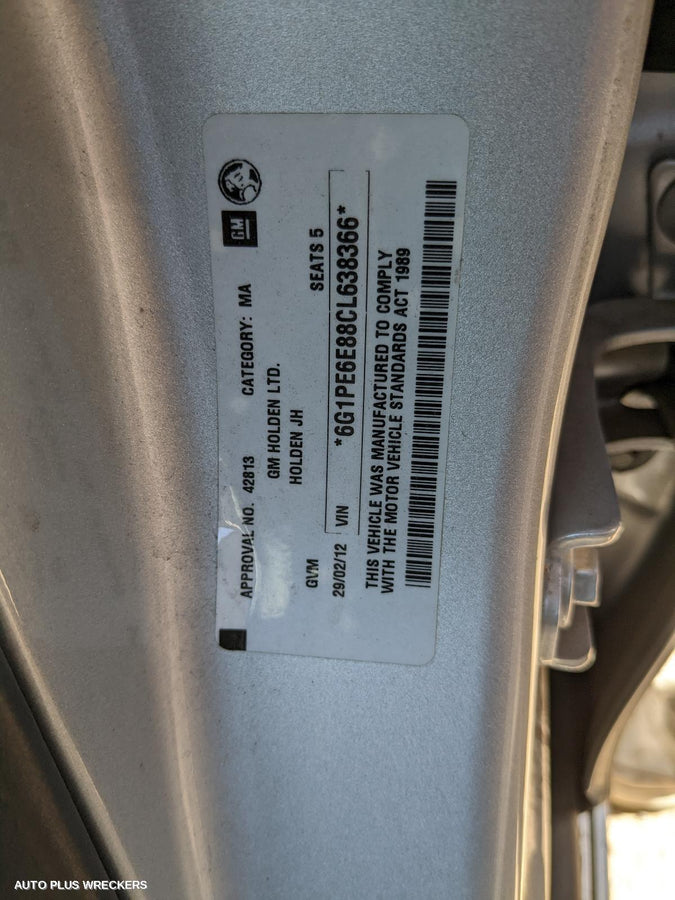 GM
APPROVAL NO. 42813 CATEGORY: MA
GM HOLDEN LTD.
HOLDEN JH
GVM SEATS 5
29/02/12 VIN *6G1PE6E88CL638366*
THIS VEHICLE WAS MANUFACTURED TO COMPLY
WITH THE MOTOR VEHICLE STANDARDS ACT 1989
AUTO PLUS WRECKERS